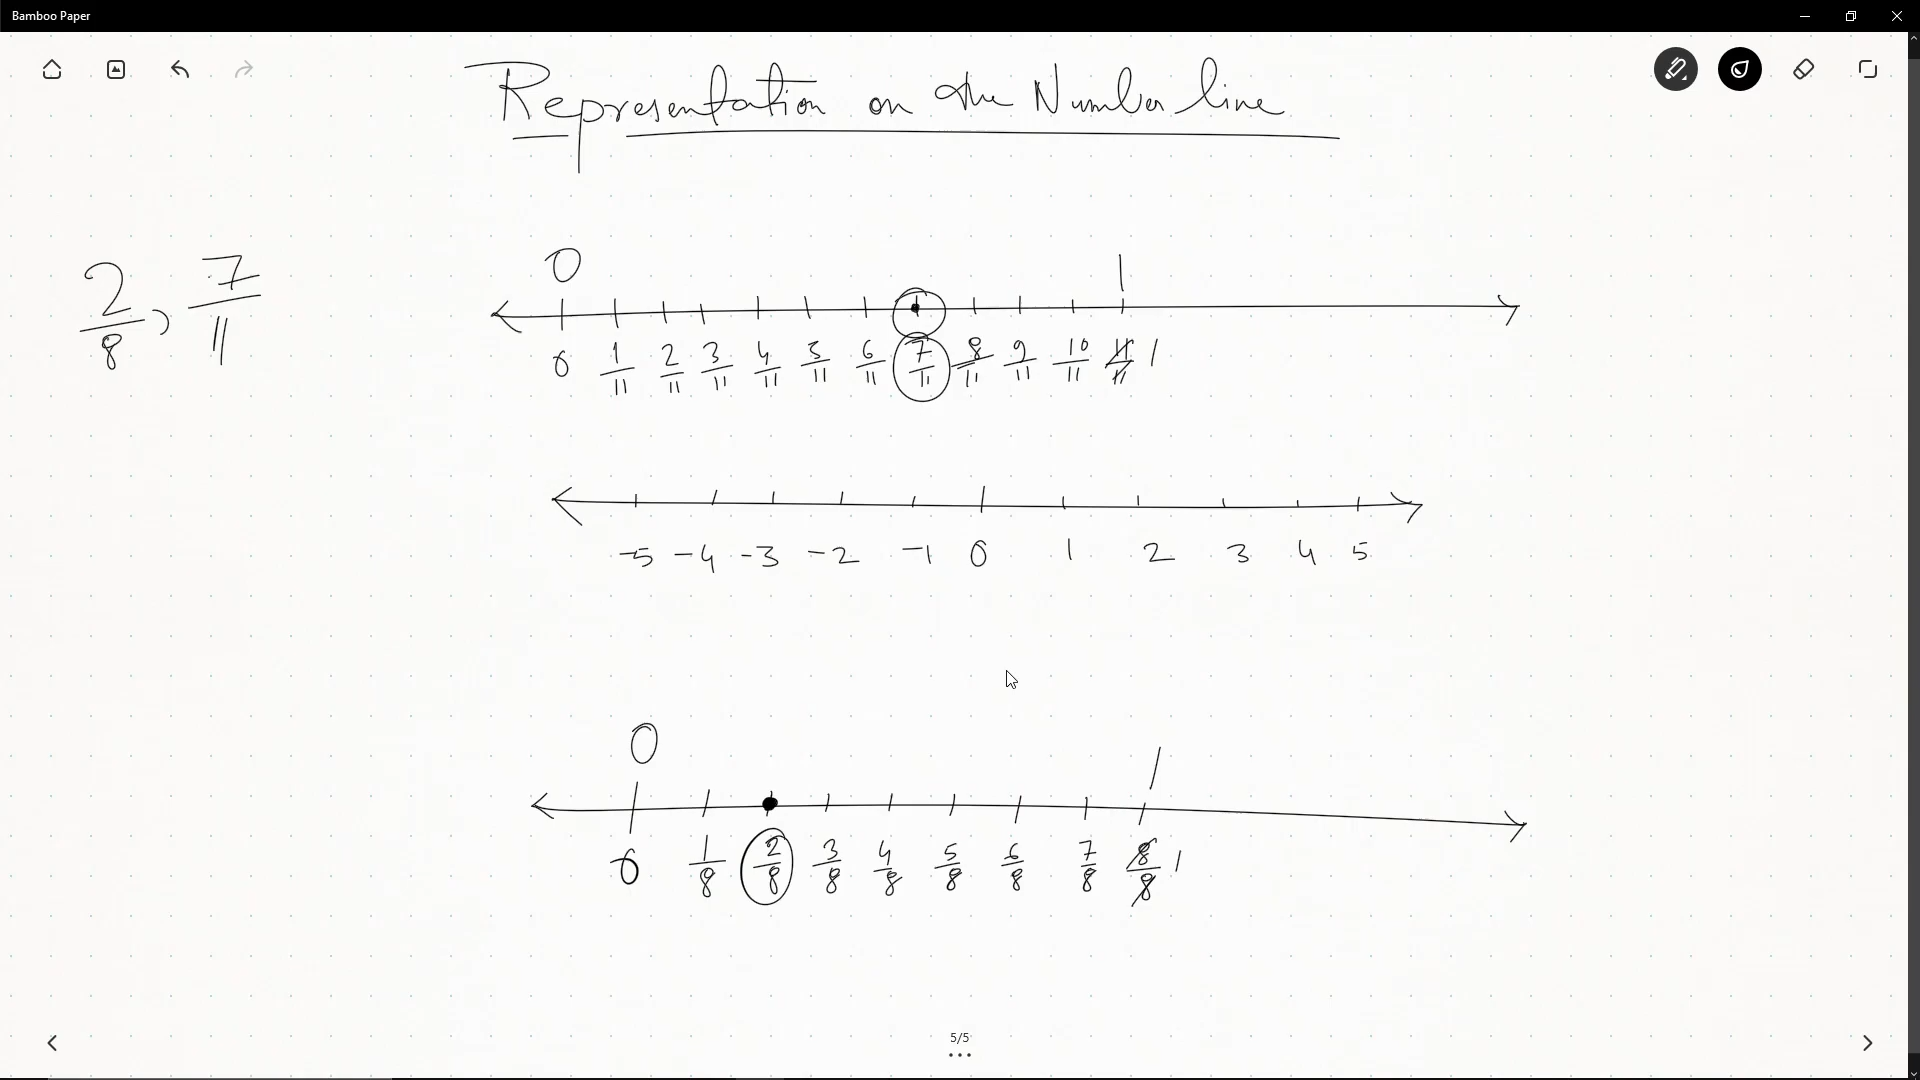 Bamboo Paper
Representation on the Number line
2/8, 7/11
0 1
0 1/11 2/11 3/11 4/11 5/11 6/11 7/11 8/11 9/11 10/11 11/11 1
-5 -4 -3 -2 -1 0 1 2 3 4 5
0 1
0 1/8 2/8 3/8 4/8 5/8 6/8 7/8 8/8 1
5/5